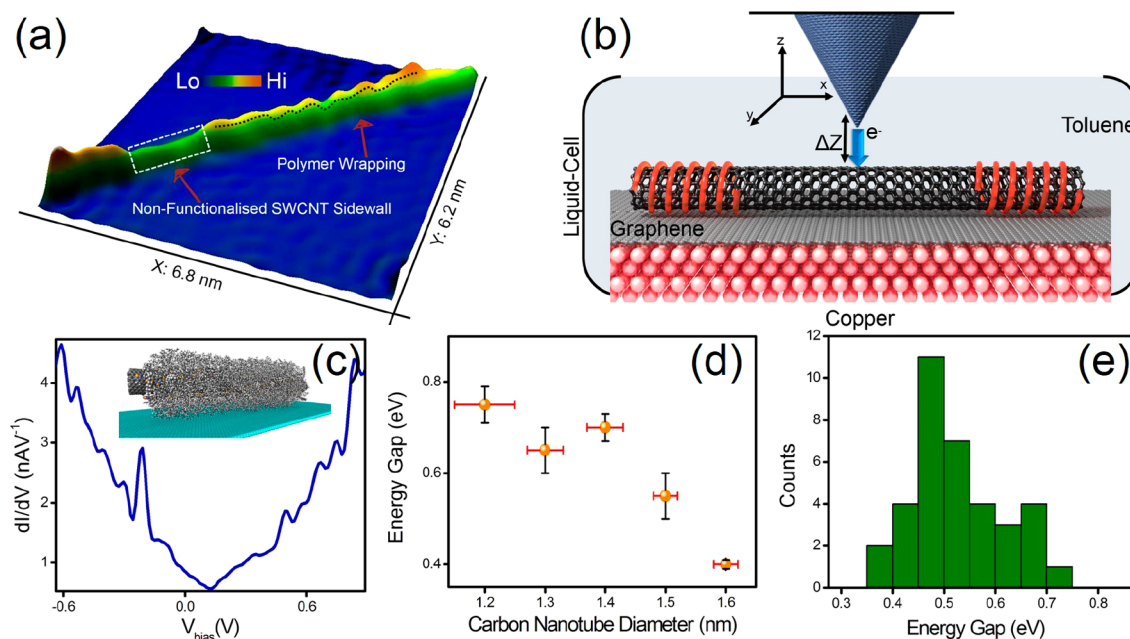 (a)
Lo Hi
Polymer Wrapping
Non-Functionalised SWCNT Sidewall
X: 6.8 nm
Y: 6.2 nm
(b)
z
x
y
ΔZ
e-
Toluene
Liquid-Cell
Graphene
Copper
(c)
dI/dV (nAV⁻¹)
4
3
2
1
-0.6 0.0 0.6
Vbias(V)
(d)
Energy Gap (eV)
0.8
0.6
0.4
1.2 1.3 1.4 1.5 1.6
Carbon Nanotube Diameter (nm)
(e)
Counts
12
10
8
6
4
2
0
0.3 0.4 0.5 0.6 0.7 0.8
Energy Gap (eV)